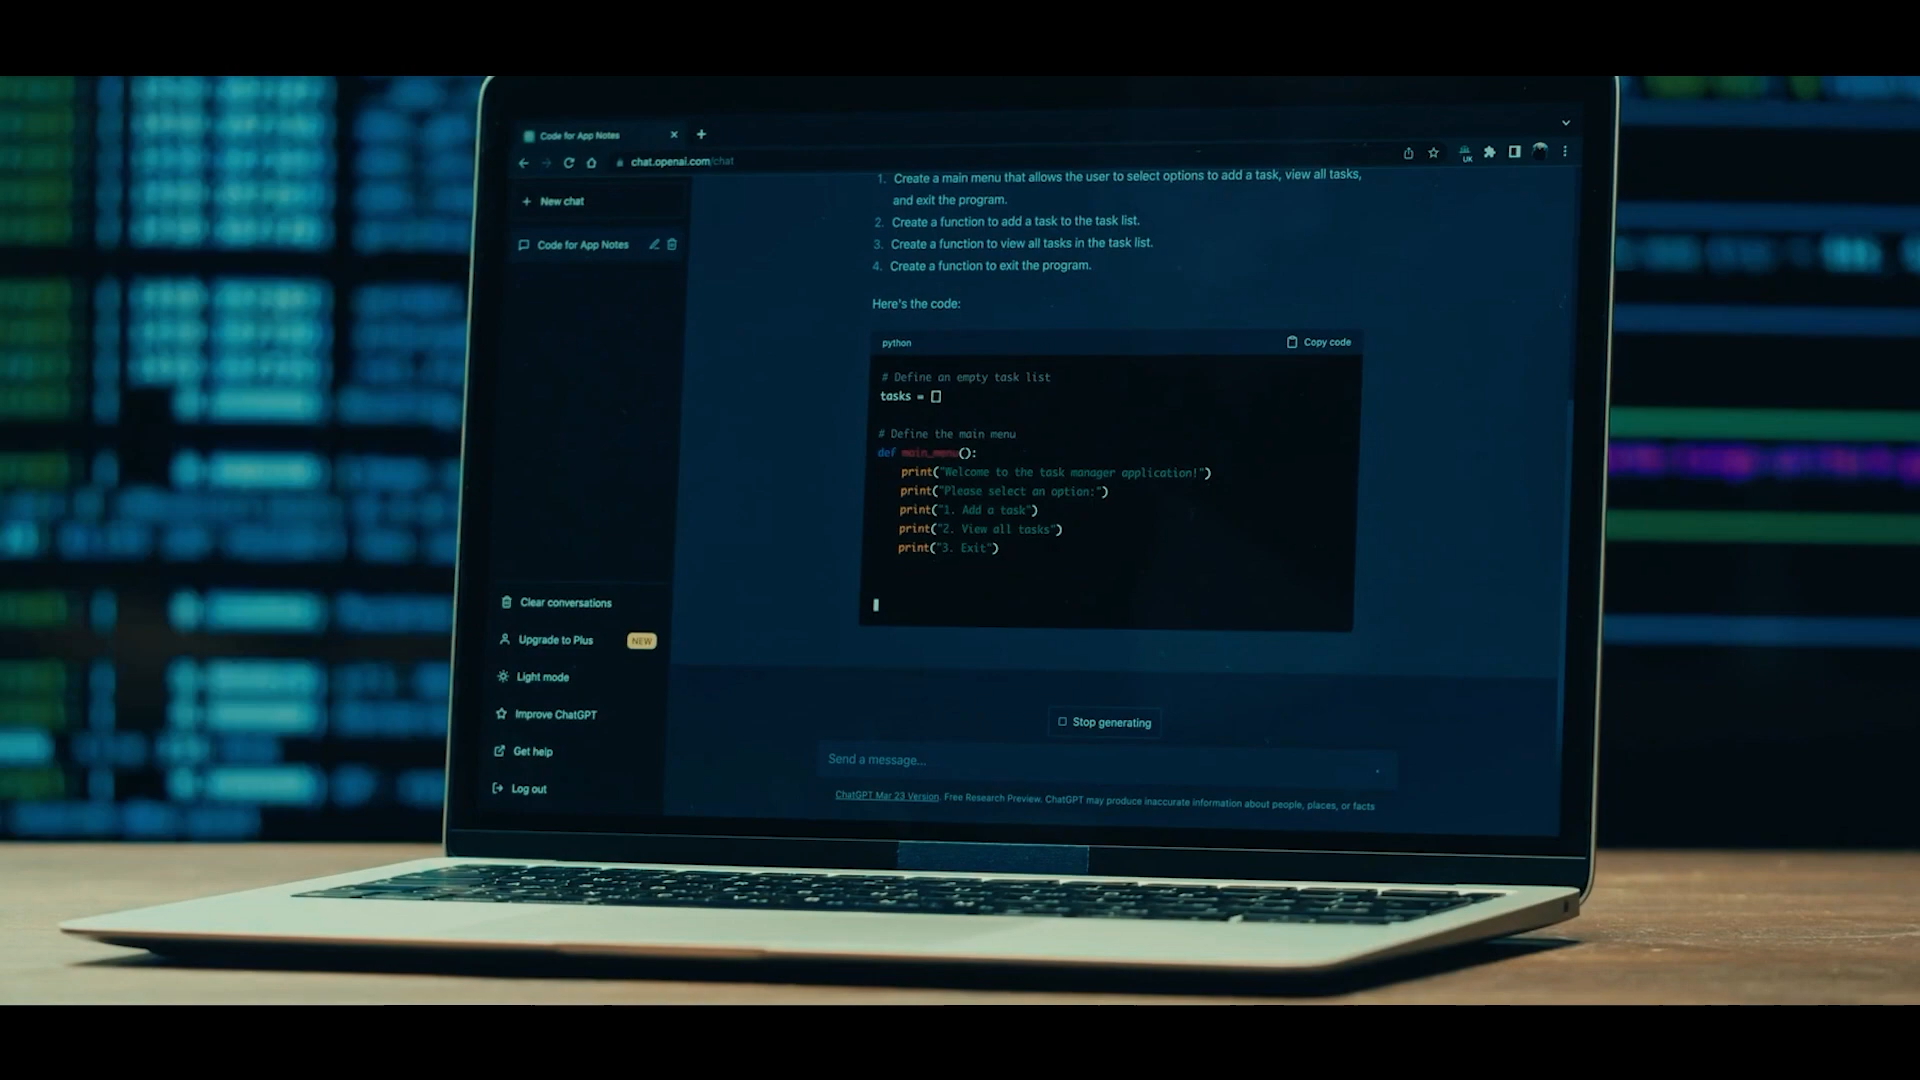 Code for App Notes
chat.openai.com/chat
UK
New chat
Code for App Notes
1. Create a main menu that allows the user to select options to add a task, view all tasks,
and exit the program.
2. Create a function to add a task to the task list.
3. Create a function to view all tasks in the task list.
4. Create a function to exit the program.
Here's the code:
python
Copy code
# Define an empty task list
tasks = []
# Define the main menu
def main_menu():
print("Welcome to the task manager application!")
print("Please select an option:")
print("1. Add a task")
print("2. View all tasks")
print("3. Exit")
Clear conversations
Upgrade to Plus
NEW
Light mode
Improve ChatGPT
Get help
Log out
Stop generating
Send a message...
ChatGPT Mar 23 Version. Free Research Preview. ChatGPT may produce inaccurate information about people, places, or facts